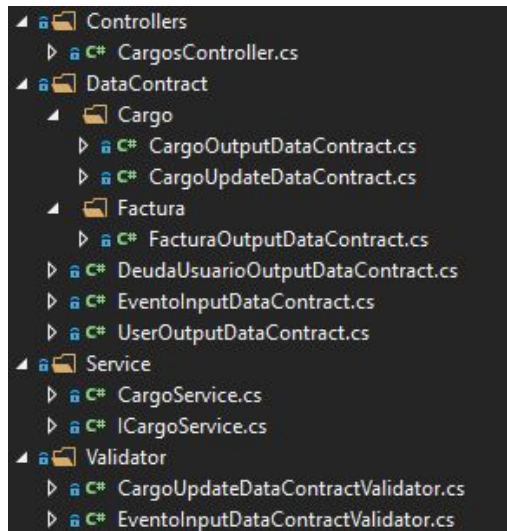 Controllers
C# CargosController.cs
DataContract
Cargo
C# CargoOutputDataContract.cs
C# CargoUpdateDataContract.cs
Factura
C# FacturaOutputDataContract.cs
C# DeudaUsuarioOutputDataContract.cs
C# EventoInputDataContract.cs
C# UserOutputDataContract.cs
Service
C# CargoService.cs
C# ICargoService.cs
Validator
C# CargoUpdateDataContractValidator.cs
C# EventoInputDataContractValidator.cs